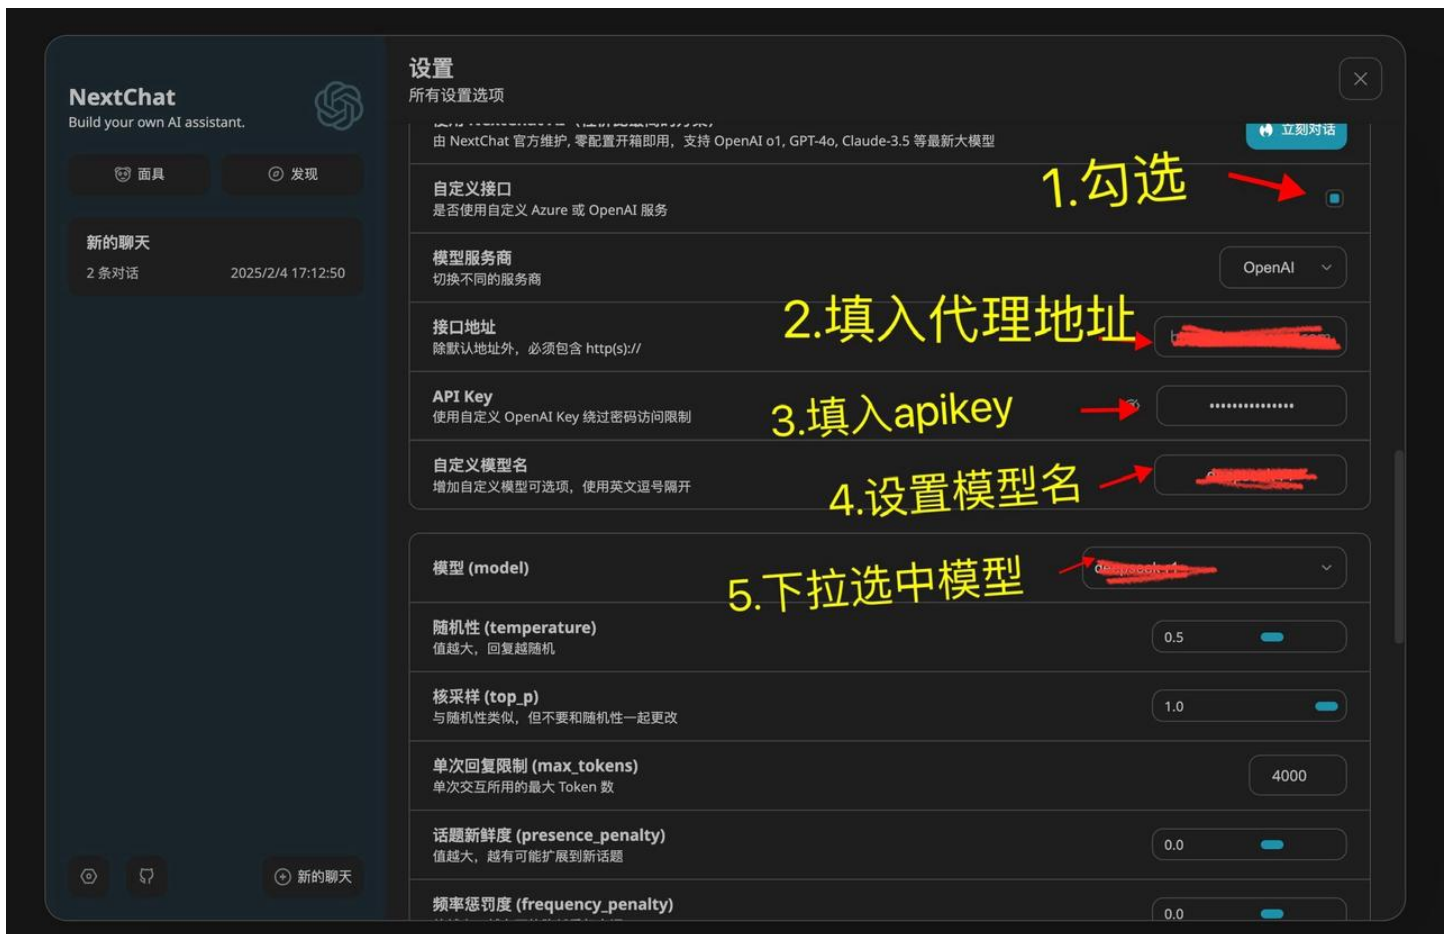 设置
所有设置选项
NextChat
Build your own AI assistant.
面具
发现
新的聊天
2 条对话
2025/2/4 17:12:50
新的聊天
由 NextChat 官方维护, 零配置开箱即用，支持 OpenAI o1, GPT-4o, Claude-3.5 等最新大模型
立刻对话
自定义接口
是否使用自定义 Azure 或 OpenAI 服务
1.勾选
模型服务商
切换不同的服务商
OpenAI
接口地址
除默认地址外，必须包含 http(s)://
2.填入代理地址
API Key
使用自定义 OpenAI Key 绕过密码访问限制
3.填入apikey
自定义模型名
增加自定义模型可选项，使用英文逗号隔开
4.设置模型名
模型 (model)
5.下拉选中模型
随机性 (temperature)
值越大，回复越随机
0.5
核采样 (top_p)
与随机性类似，但不要和随机性一起更改
1.0
单次回复限制 (max_tokens)
单次交互所用的最大 Token 数
4000
话题新鲜度 (presence_penalty)
值越大，越有可能扩展到新话题
0.0
频率惩罚度 (frequency_penalty)
0.0